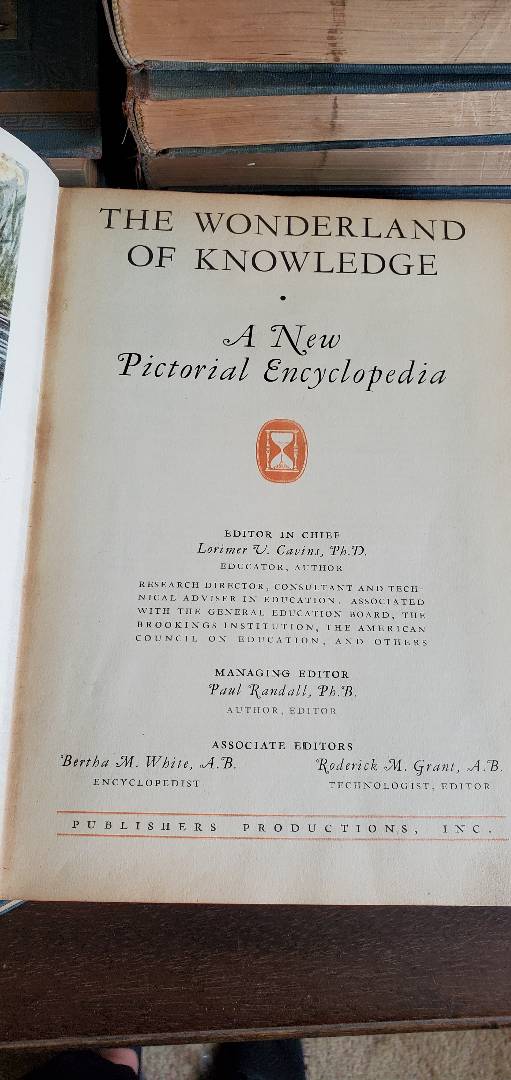 THE WONDERLAND
OF KNOWLEDGE
•
A New
Pictorial Encyclopedia
EDITOR IN CHIEF
Lorimer V. Cavins, Ph.D.
EDUCATOR, AUTHOR
RESEARCH DIRECTOR, CONSULTANT AND TECH-
NICAL ADVISER IN EDUCATION. ASSOCIATED
WITH THE GENERAL EDUCATION BOARD, THE
BROOKINGS INSTITUTION, THE AMERICAN
COUNCIL ON EDUCATION, AND OTHERS
MANAGING EDITOR
Paul Randall, Ph.B.
AUTHOR, EDITOR
ASSOCIATE EDITORS
Bertha M. White, A.B.
ENCYCLOPEDIST
Roderick M. Grant, A.B.
TECHNOLOGIST, EDITOR
PUBLISHERS PRODUCTIONS, INC.